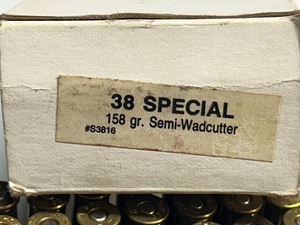 38 SPECIAL
158 gr. Semi-Wadcutter
#S3816